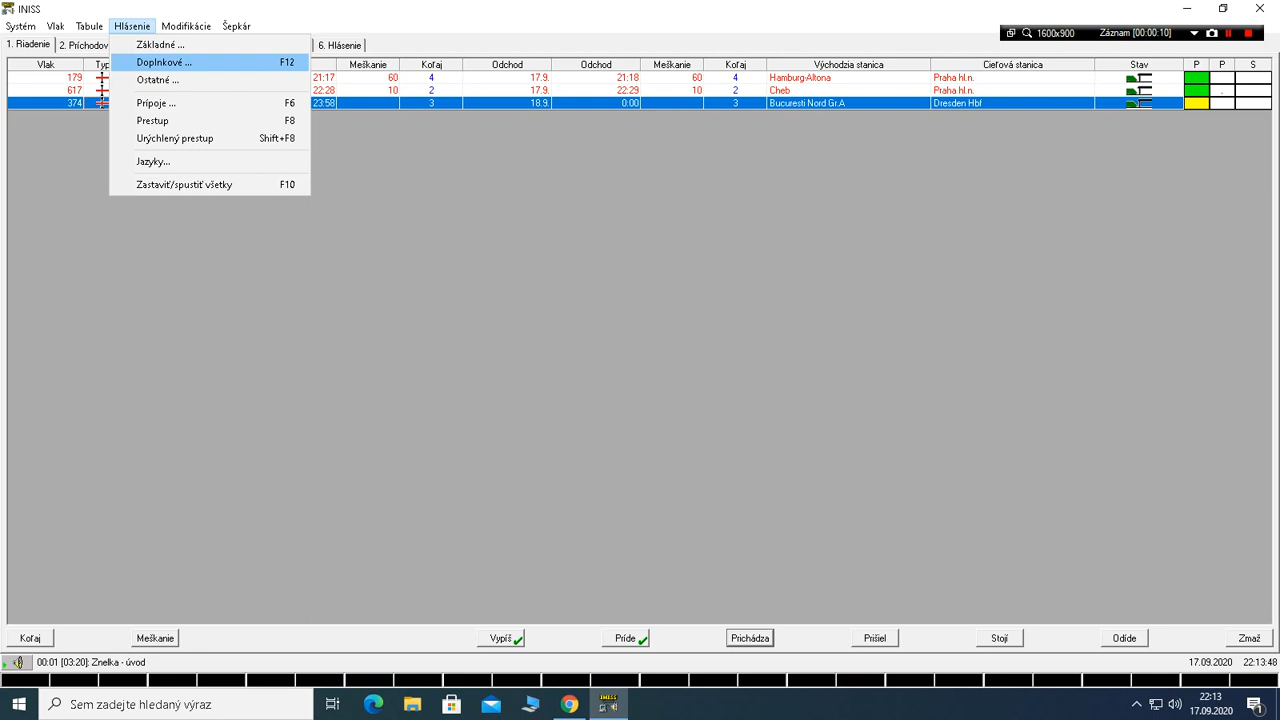 INISS
Systém Vlak Tabule Hlásenie Modifikácie Šepkár
1600x900 Záznam [00:00:10]
1. Riadenie 2. Príchodov 6. Hlásenie
Základné ...
Doplnkové ... F12
Ostatné ...
Prípoje ... F6
Prestup F8
Urýchlený prestup Shift+F8
Jazyky...
Zastaviť/spustiť všetky F10
Vlak Typ Meškanie Koľaj Odchod Odchod Meškanie Koľaj Východzia stanica Cieľová stanica Stav P P S
179 21:17 60 4 17.9. 21:18 60 4 Hamburg-Altona Praha hl.n.
617 22:28 10 2 17.9. 22:29 10 2 Cheb Praha hl.n.
374 23:58 3 18.9. 0:00 3 Bucuresti Nord Gr.A Dresden Hbf
Koľaj Meškanie Vypíš Príde Prichádza Prišiel Stojí Odíde Zmaž
00:01 [03:20]: Znelka - úvod 17.09.2020 22:13:48
Sem zadejte hledaný výraz
INISS
22:13
17.09.2020
1